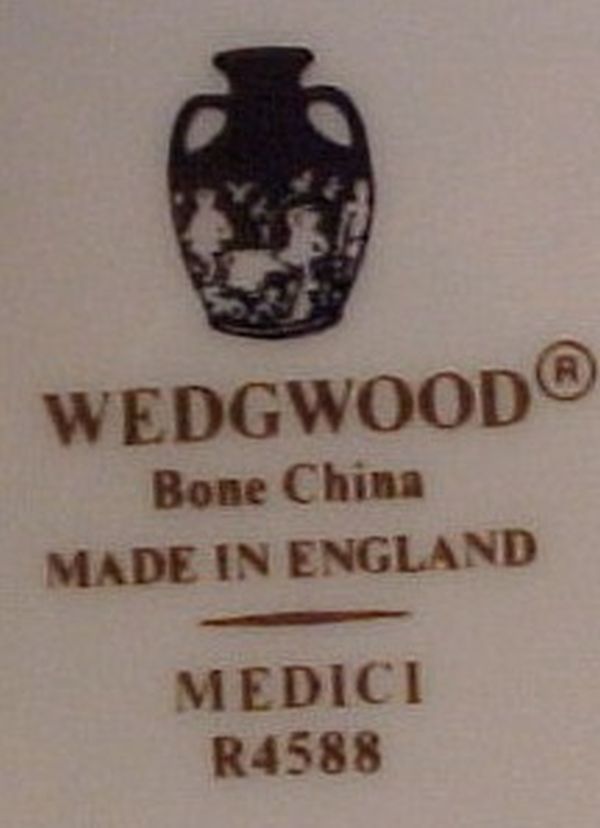 WEDGWOOD®
Bone China
MADE IN ENGLAND
MEDICI
R4588